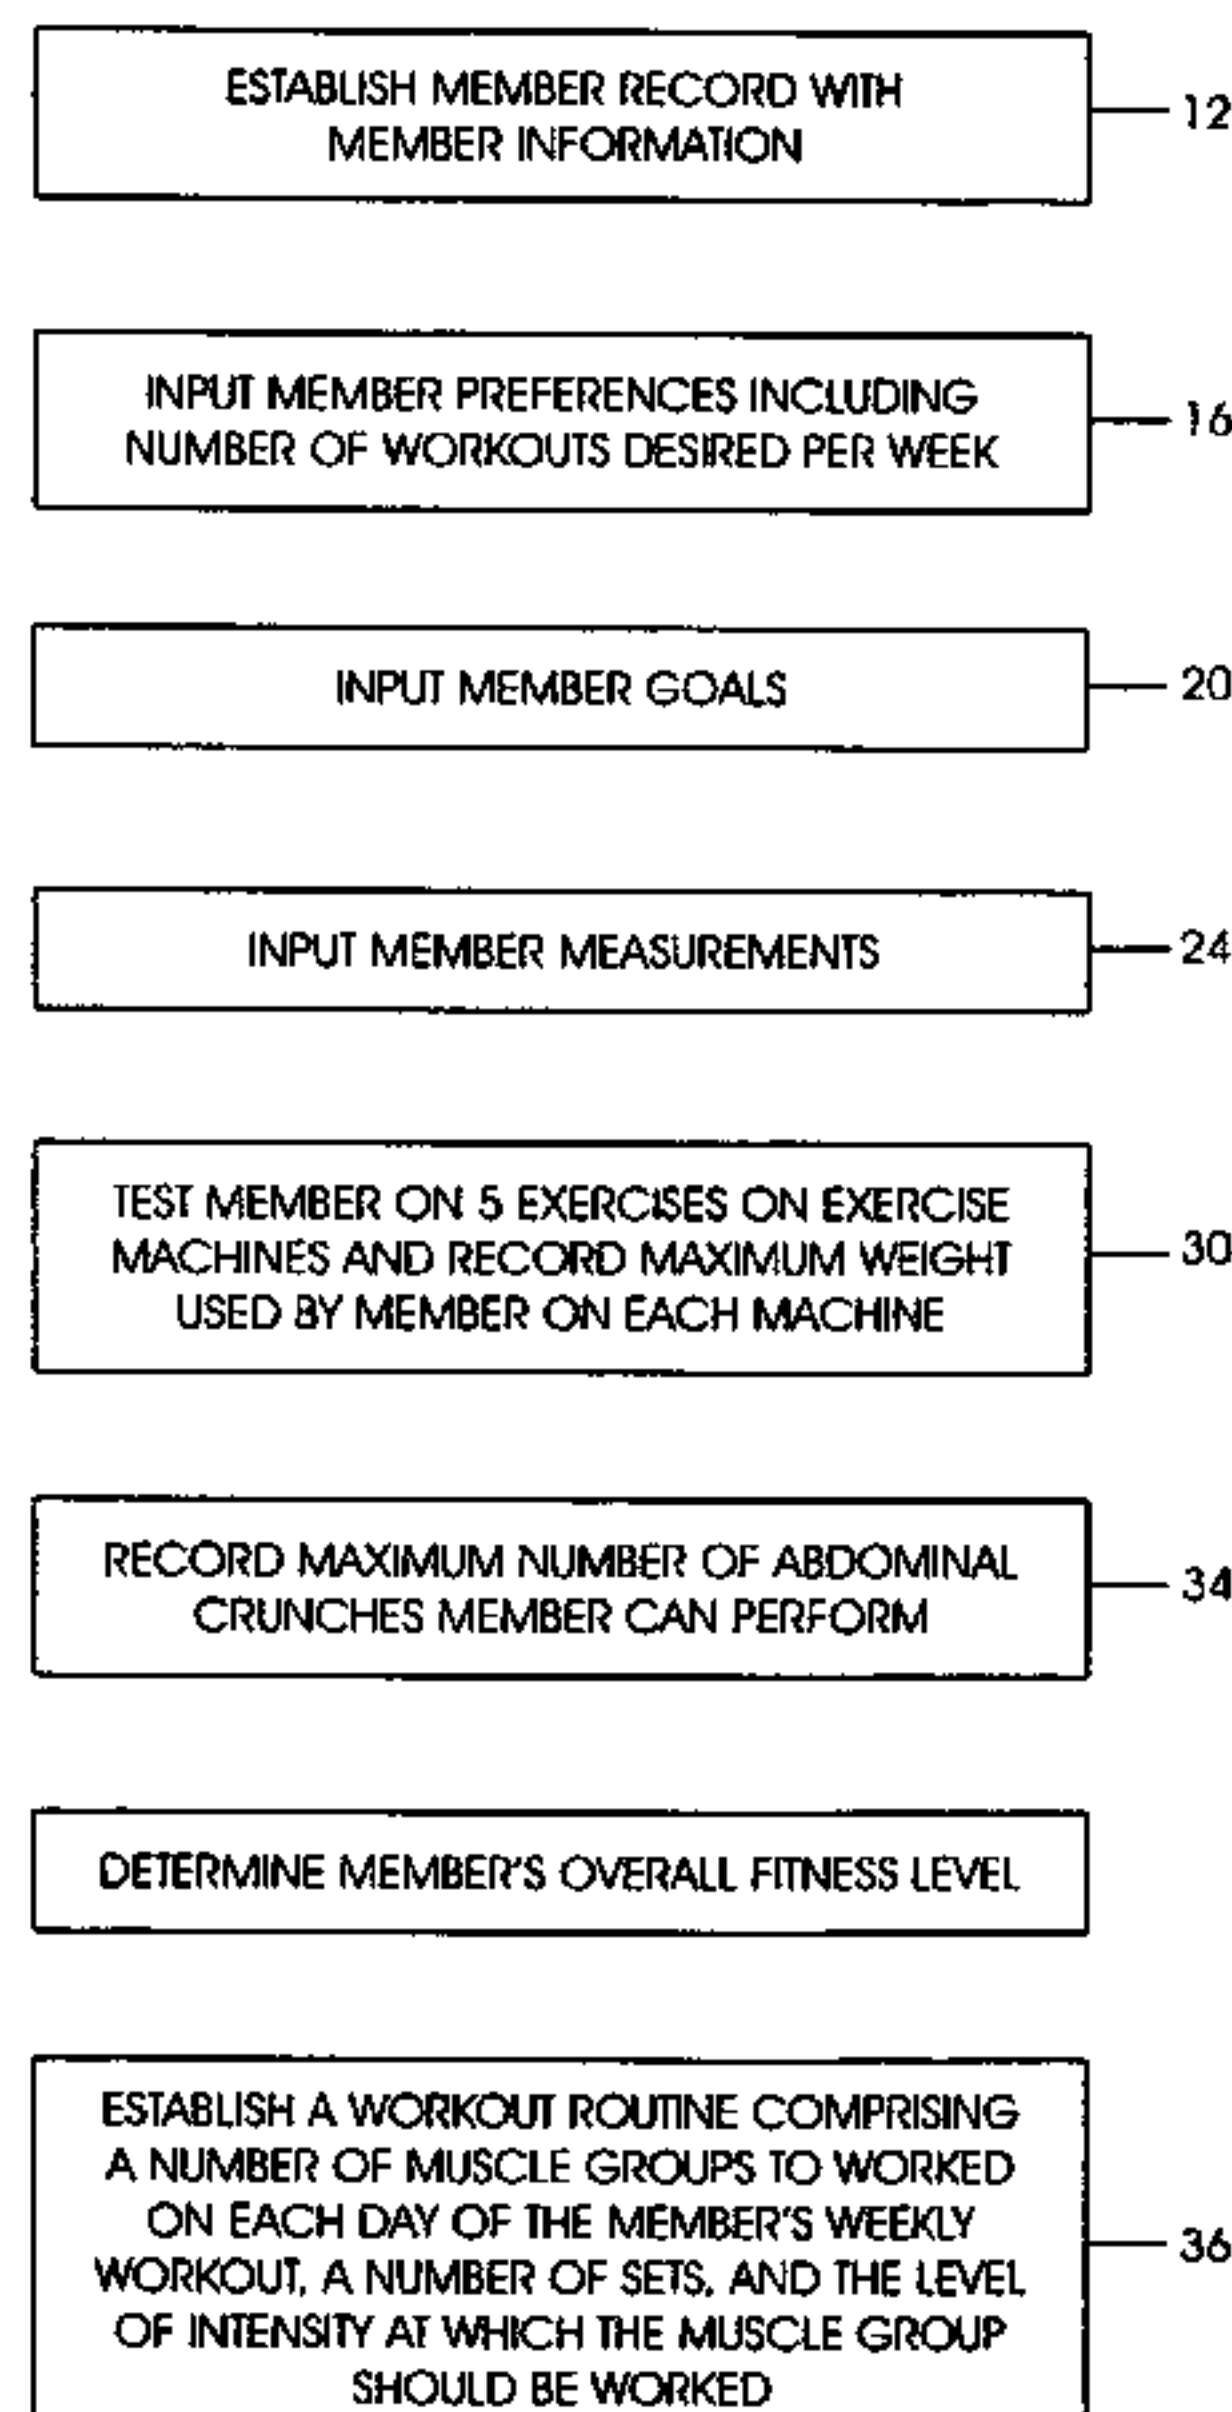 ESTABLISH MEMBER RECORD WITH
MEMBER INFORMATION
12
INPUT MEMBER PREFERENCES INCLUDING
NUMBER OF WORKOUTS DESIRED PER WEEK
16
INPUT MEMBER GOALS
20
INPUT MEMBER MEASUREMENTS
24
TEST MEMBER ON 5 EXERCISES ON EXERCISE
MACHINES AND RECORD MAXIMUM WEIGHT
USED BY MEMBER ON EACH MACHINE
30
RECORD MAXIMUM NUMBER OF ABDOMINAL
CRUNCHES MEMBER CAN PERFORM
34
DETERMINE MEMBER'S OVERALL FITNESS LEVEL
ESTABLISH A WORKOUT ROUTINE COMPRISING
A NUMBER OF MUSCLE GROUPS TO WORKED
ON EACH DAY OF THE MEMBER'S WEEKLY
WORKOUT, A NUMBER OF SETS, AND THE LEVEL
OF INTENSITY AT WHICH THE MUSCLE GROUP
SHOULD BE WORKED
36